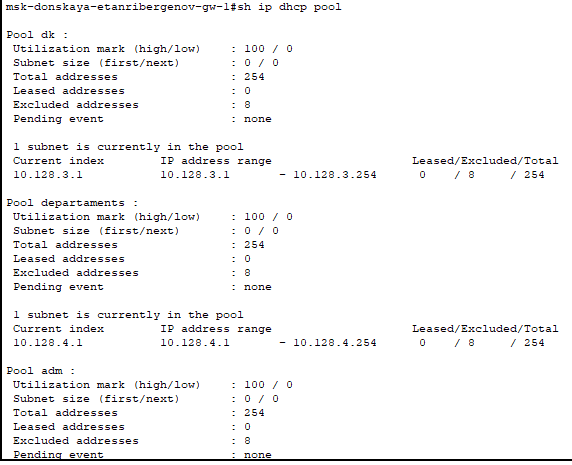 msk-donskaya-etanribergenov-gw-1#sh ip dhcp pool
Pool dk :
Utilization mark (high/low) : 100 / 0
Subnet size (first/next) : 0 / 0
Total addresses : 254
Leased addresses : 0
Excluded addresses : 8
Pending event : none
1 subnet is currently in the pool
Current index IP address range Leased/Excluded/Total
10.128.3.1 10.128.3.1 - 10.128.3.254 0 / 8 / 254
Pool departaments :
Utilization mark (high/low) : 100 / 0
Subnet size (first/next) : 0 / 0
Total addresses : 254
Leased addresses : 0
Excluded addresses : 8
Pending event : none
1 subnet is currently in the pool
Current index IP address range Leased/Excluded/Total
10.128.4.1 10.128.4.1 - 10.128.4.254 0 / 8 / 254
Pool adm :
Utilization mark (high/low) : 100 / 0
Subnet size (first/next) : 0 / 0
Total addresses : 254
Leased addresses : 0
Excluded addresses : 8
Pending event : none